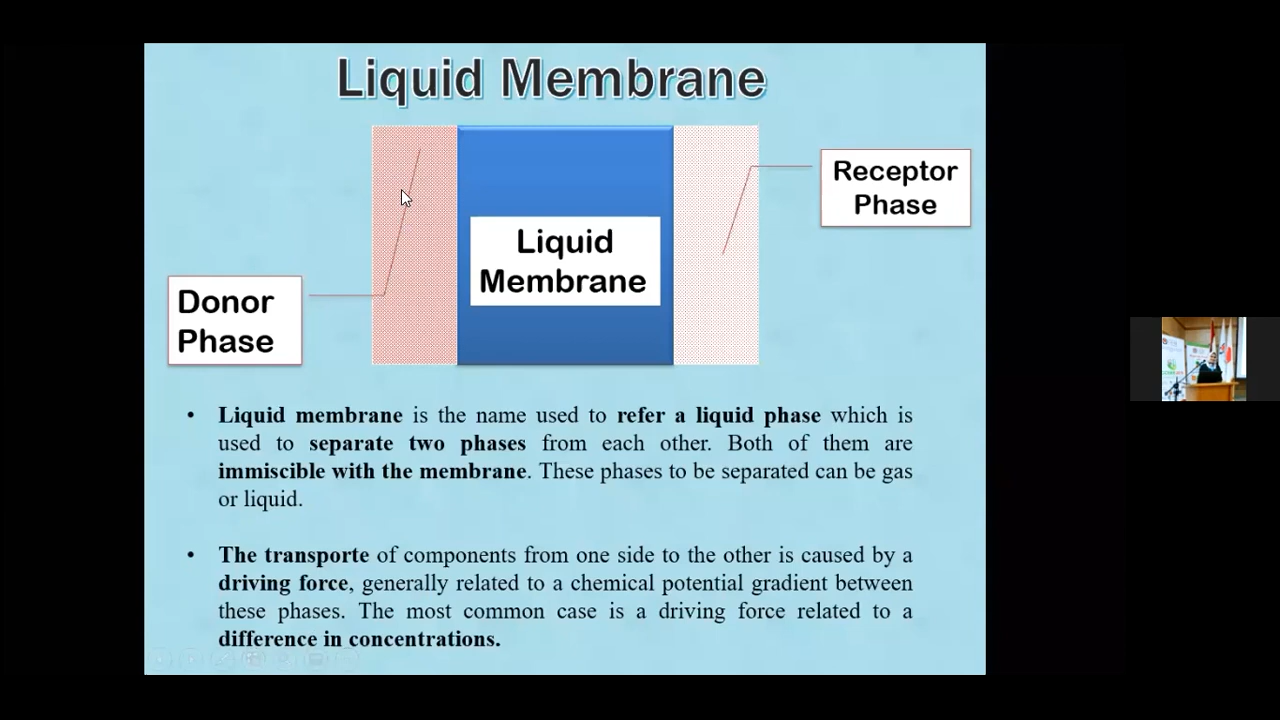 Liquid Membrane
Receptor
Phase
Liquid
Membrane
Donor
Phase
• Liquid membrane is the name used to refer a liquid phase which is
used to separate two phases from each other. Both of them are
immiscible with the membrane. These phases to be separated can be gas
or liquid.
• The transporte of components from one side to the other is caused by a
driving force, generally related to a chemical potential gradient between
these phases. The most common case is a driving force related to a
difference in concentrations.